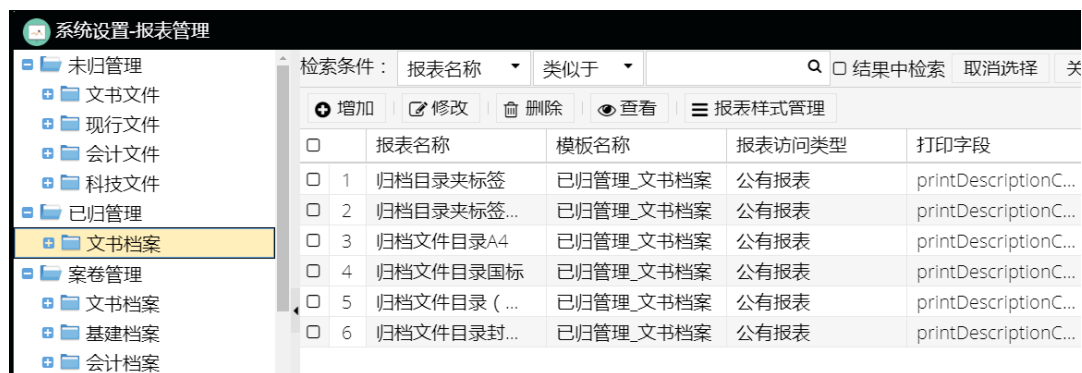 系统设置-报表管理
未归管理
文书文件
现行文件
会计文件
科技文件
已归管理
文书档案
案卷管理
文书档案
基建档案
会计档案
检索条件： 报表名称 类似于 结果中检索 取消选择 关
增加 修改 删除 查看 报表样式管理
报表名称 模板名称 报表访问类型 打印字段
1 归档目录夹标签 已归管理_文书档案 公有报表 printDescriptionC...
2 归档目录夹标签... 已归管理_文书档案 公有报表 printDescriptionC...
3 归档文件目录A4 已归管理_文书档案 公有报表 printDescriptionC...
4 归档文件目录国标 已归管理_文书档案 公有报表 printDescriptionC...
5 归档文件目录（... 已归管理_文书档案 公有报表 printDescriptionC...
6 归档文件目录封... 已归管理_文书档案 公有报表 printDescriptionC...